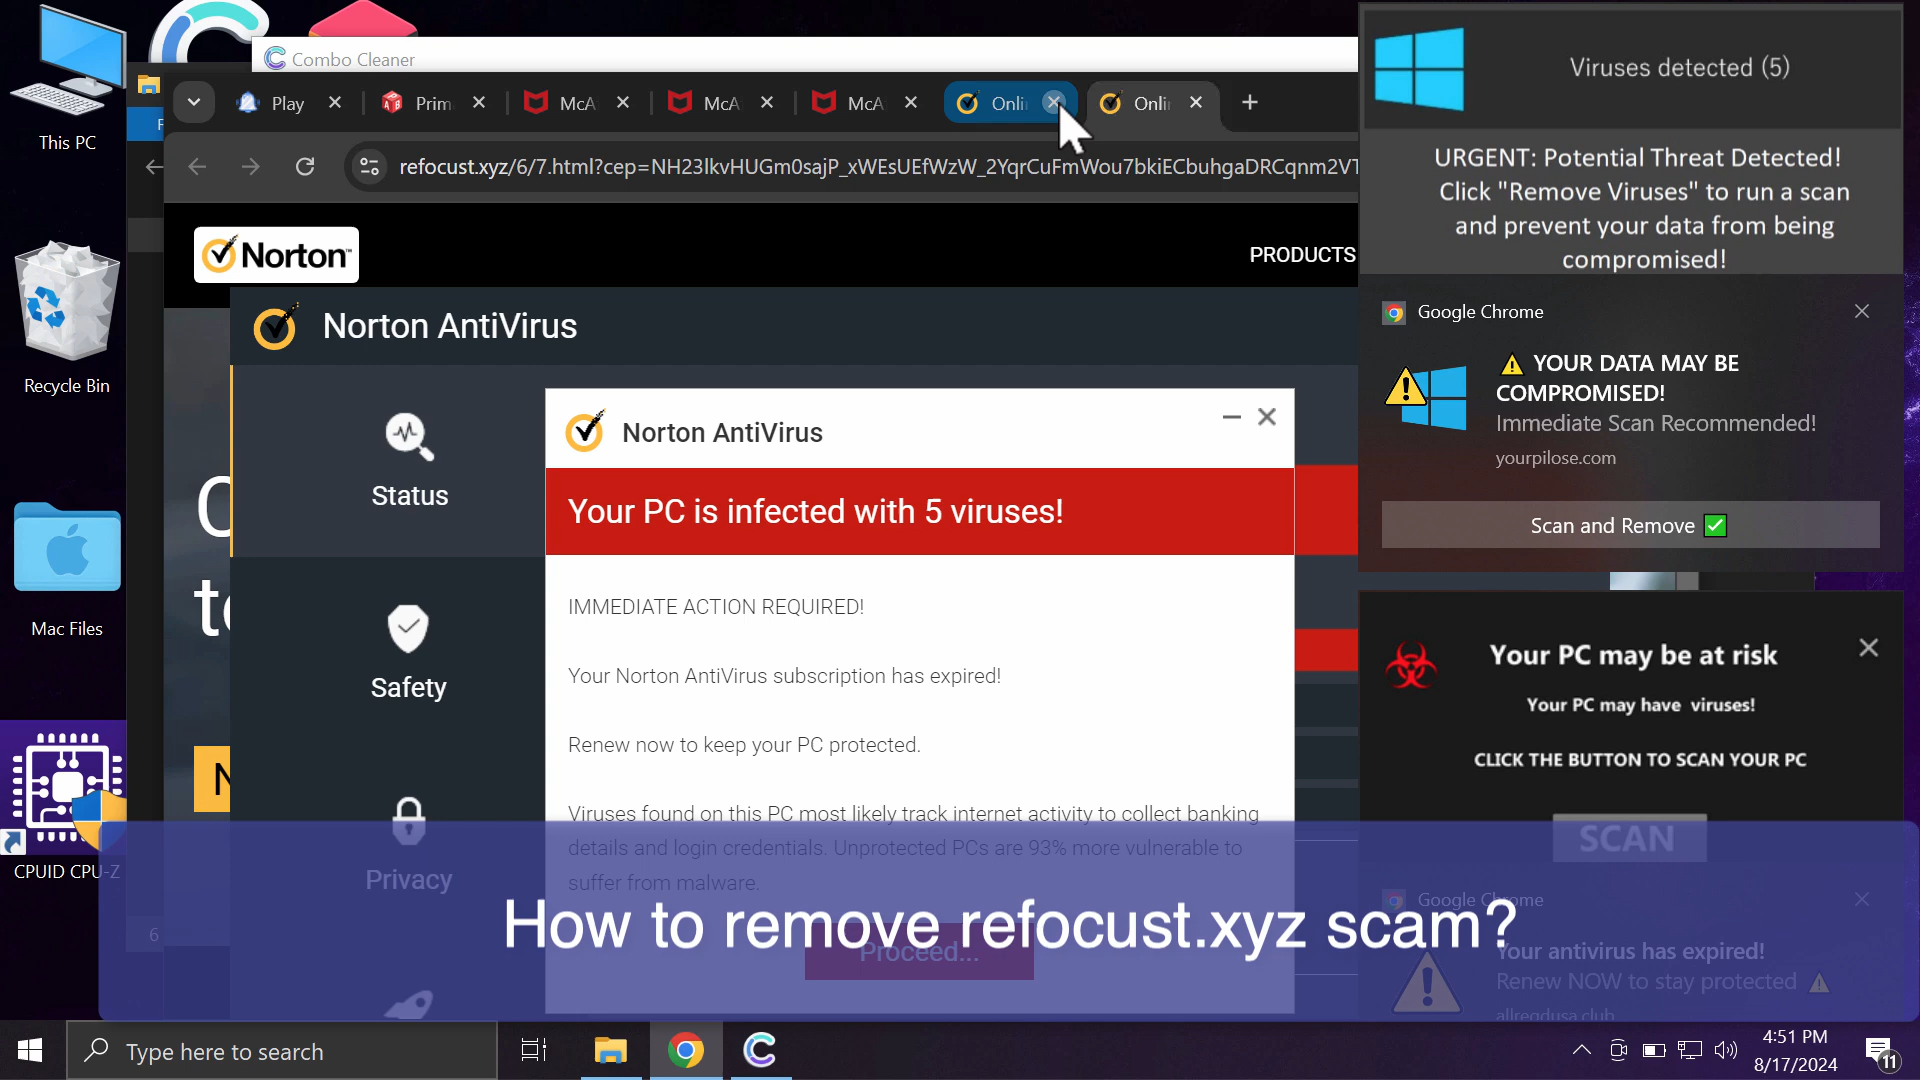 This PC
Recycle Bin
Mac Files
CPUID CPU-Z
Combo Cleaner
Play
Prim
McA
McA
McA
Onli
Onli
refocust.xyz/6/7.html?cep=NH23lkvHUGm0sajP_xWEsUEfWzW_2YqrCuFmWou7bkiECbuhgaDRCqnm2V1
Norton
PRODUCTS
Norton AntiVirus
Status
Safety
Privacy
Norton AntiVirus
Your PC is infected with 5 viruses!
IMMEDIATE ACTION REQUIRED!
Your Norton AntiVirus subscription has expired!
Renew now to keep your PC protected.
Viruses found on this PC most likely track internet activity to collect banking
details and login credentials. Unprotected PCs are 93% more vulnerable to
suffer from malware.
Proceed...
Viruses detected (5)
URGENT: Potential Threat Detected!
Click "Remove Viruses" to run a scan
and prevent your data from being
compromised!
Google Chrome
YOUR DATA MAY BE
COMPROMISED!
Immediate Scan Recommended!
yourpilose.com
Scan and Remove
Your PC may be at risk
Your PC may have viruses!
CLICK THE BUTTON TO SCAN YOUR PC
SCAN
Google Chrome
Your antivirus has expired!
Renew NOW to stay protected
allregdusa.club
6
How to remove refocust.xyz scam?
Type here to search
4:51 PM
8/17/2024
11